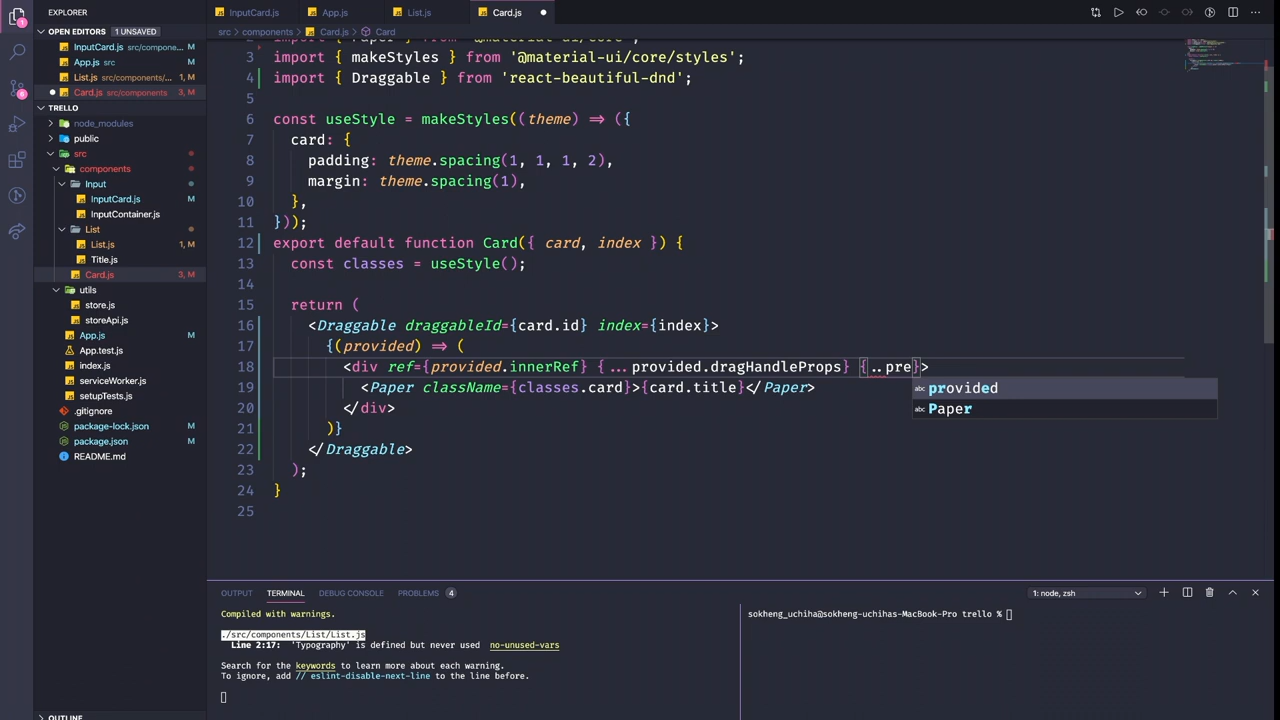 EXPLORER
OPEN EDITORS 1 UNSAVED
InputCard.js src/compone...
App.js src
List.js src/components/... 1, M
Card.js src/components 3, M
TRELLO
node_modules
public
src
components
Input
InputCard.js M
InputContainer.js
List
List.js 1, M
Title.js
Card.js 3, M
utils
store.js
storeApi.js
App.js M
App.test.js
index.js
serviceWorker.js
setupTests.js
.gitignore
package-lock.json M
package.json M
README.md
OUTLINE
InputCard.js App.js List.js Card.js
src > components > Card.js > Card
3 import { makeStyles } from '@material-ui/core/styles';
4 import { Draggable } from 'react-beautiful-dnd';
5
6 const useStyle = makeStyles((theme) => ({
7 card: {
8 padding: theme.spacing(1, 1, 1, 2),
9 margin: theme.spacing(1),
10 },
11 }));
12 export default function Card({ card, index }) {
13 const classes = useStyle();
14
15 return (
16 <Draggable draggableId={card.id} index={index}>
17 {(provided) => (
18 <div ref={provided.innerRef} {...provided.dragHandleProps} {..pre}>
19 <Paper className={classes.card}>{card.title}</Paper>
20 </div>
21 )}
22 </Draggable>
23 );
24 }
25
abc provided
abc Paper
OUTPUT TERMINAL DEBUG CONSOLE PROBLEMS 4 1: node, zsh
Compiled with warnings.
./src/components/List/List.js
Line 2:17: 'Typography' is defined but never used no-unused-vars
Search for the keywords to learn more about each warning.
To ignore, add // eslint-disable-next-line to the line before.
sokheng_uchiha@sokheng-uchihas-MacBook-Pro trello %